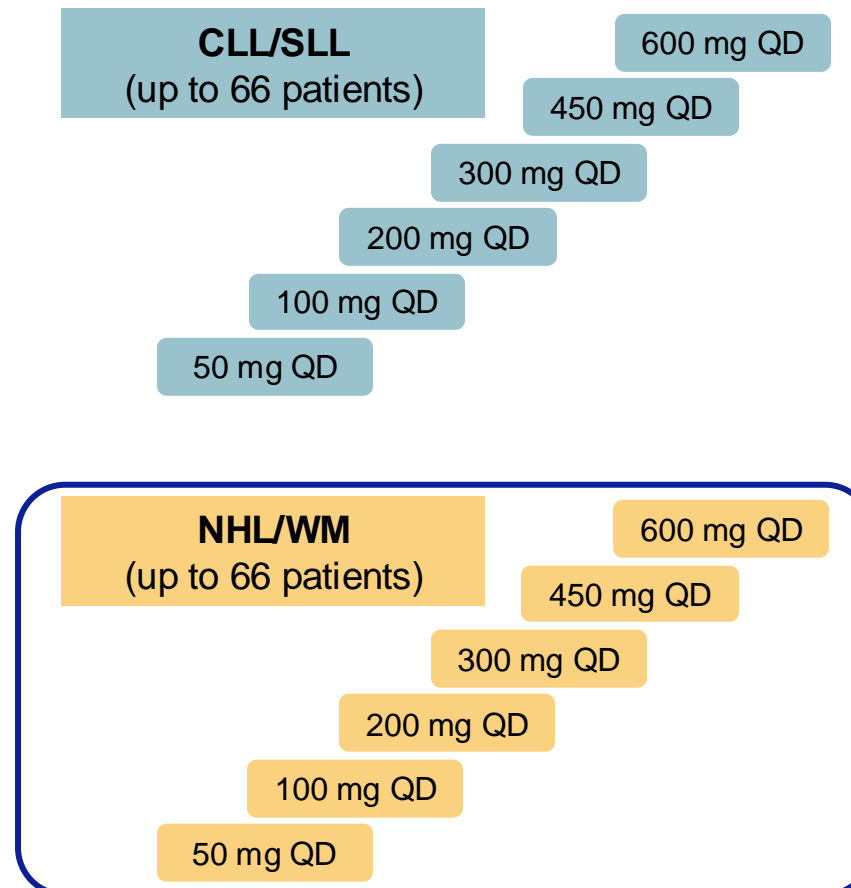 CLL/SLL
(up to 66 patients)
600 mg QD
450 mg QD
300 mg QD
200 mg QD
100 mg QD
50 mg QD
NHL/WM
(up to 66 patients)
600 mg QD
450 mg QD
300 mg QD
200 mg QD
100 mg QD
50 mg QD